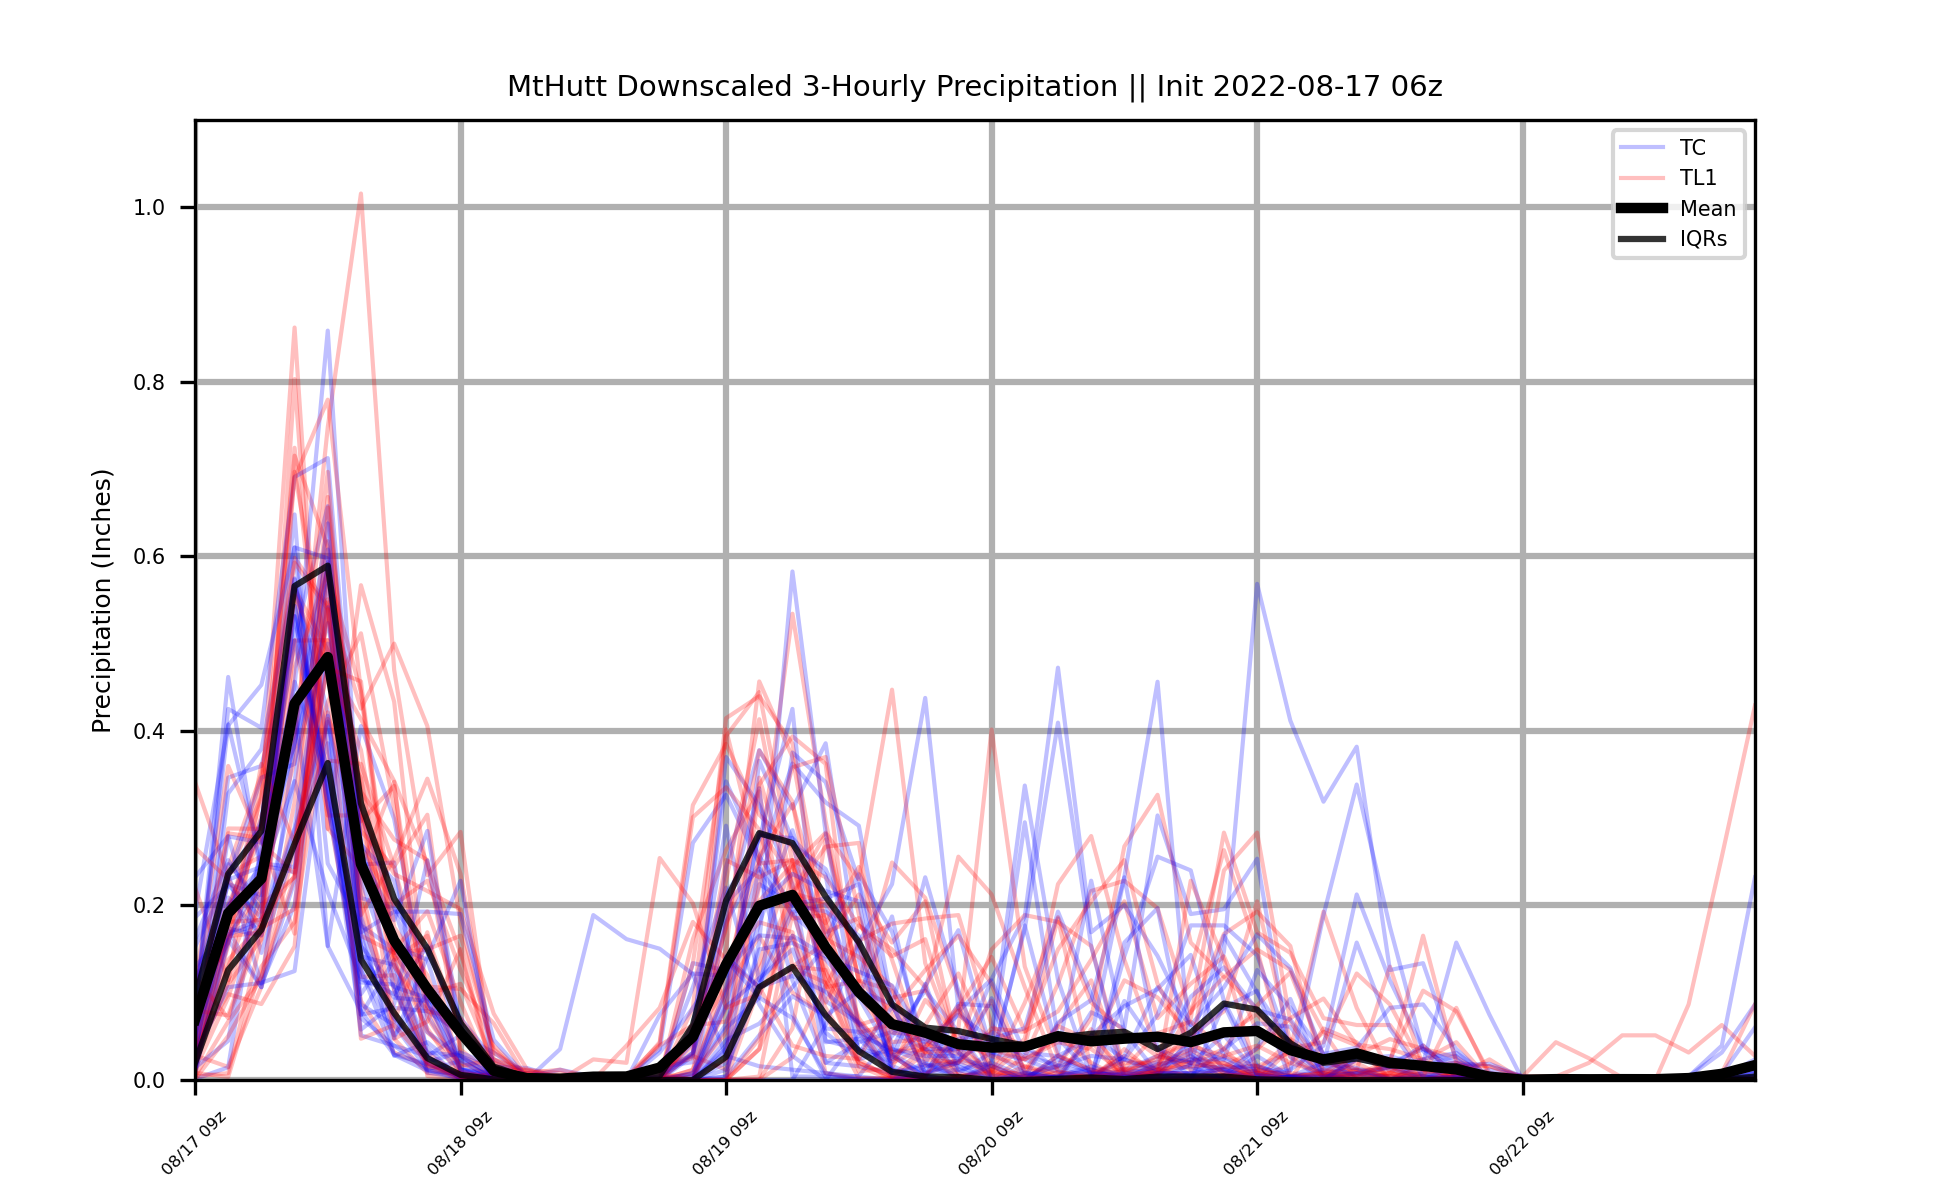 MtHutt Downscaled 3-Hourly Precipitation || Init 2022-08-17 06z
TC
TL1
Mean
IQRs
Precipitation (Inches)
1.0
0.8
0.6
0.4
0.2
0.0
08/17 09z
08/18 09z
08/19 09z
08/20 09z
08/21 09z
08/22 09z